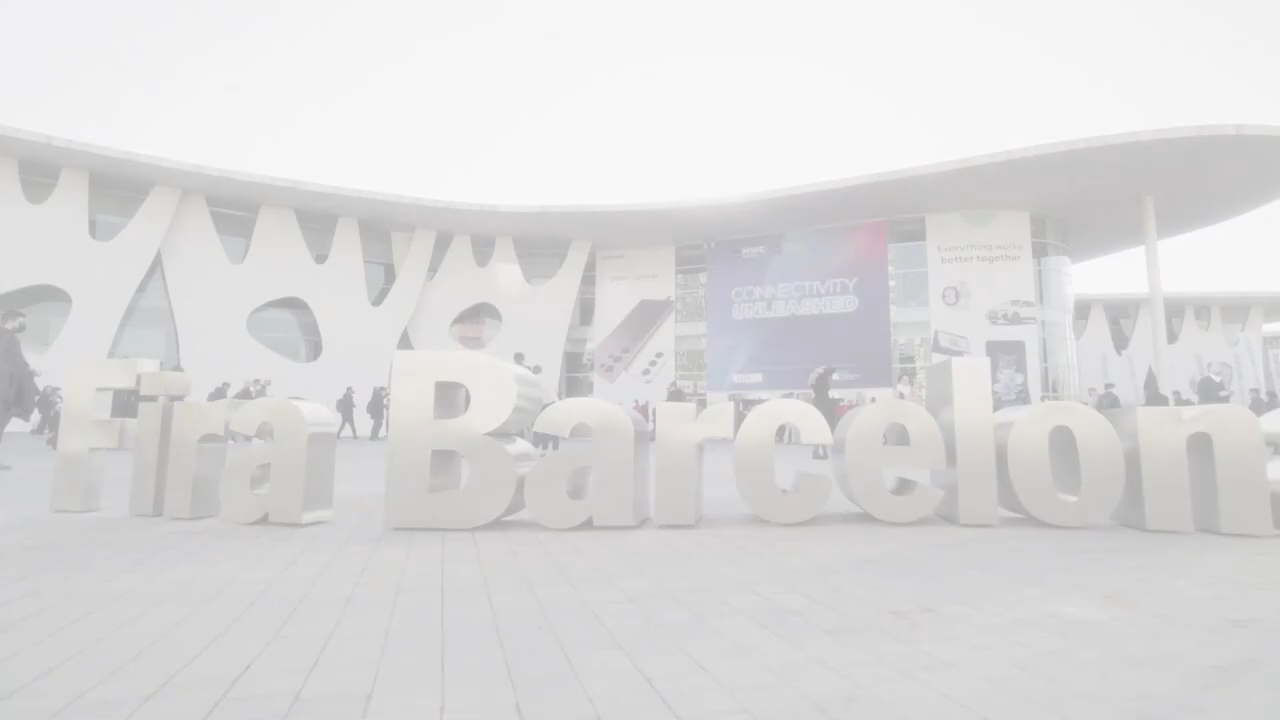 MWC
CONNECTIVITY
UNLEASHED
Everything works
better together
Fira Barcelon